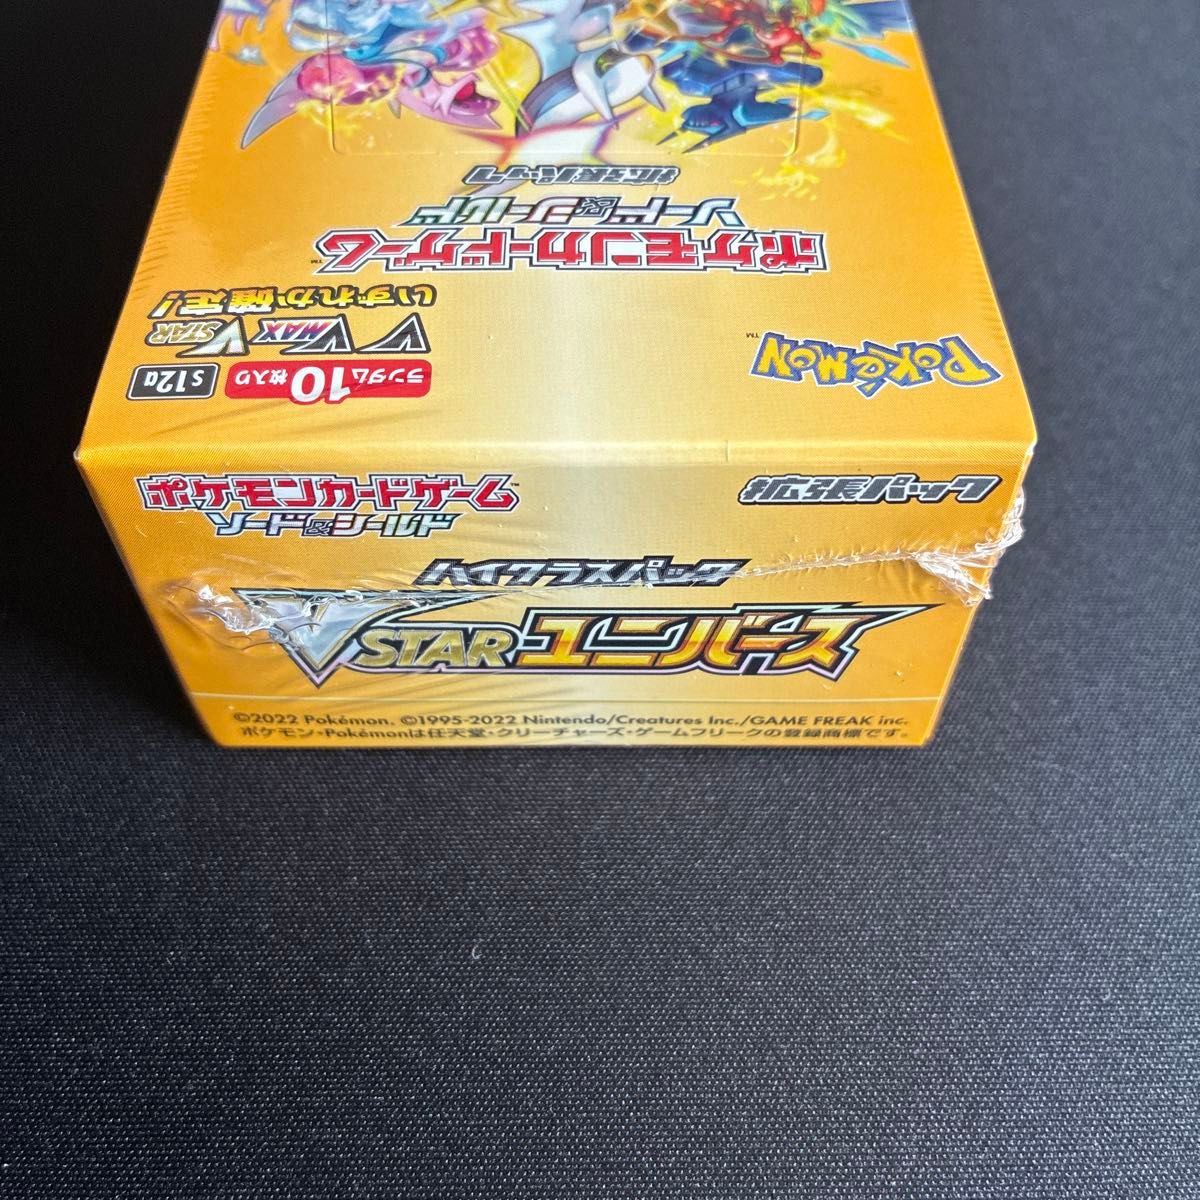 拡張パック
ポケモンカードゲーム™
ソード&シールド
いずれか確定!
V VMAX VSTAR
ランダム10枚入り
s12a
POKéMON™
ポケモンカードゲーム™
ソード&シールド
拡張パック
ハイクラスパック
VSTARユニバース
©2022 Pokémon. ©1995-2022 Nintendo/Creatures Inc./GAME FREAK inc.
ポケモン・Pokémonは任天堂・クリーチャーズ・ゲームフリークの登録商標です。